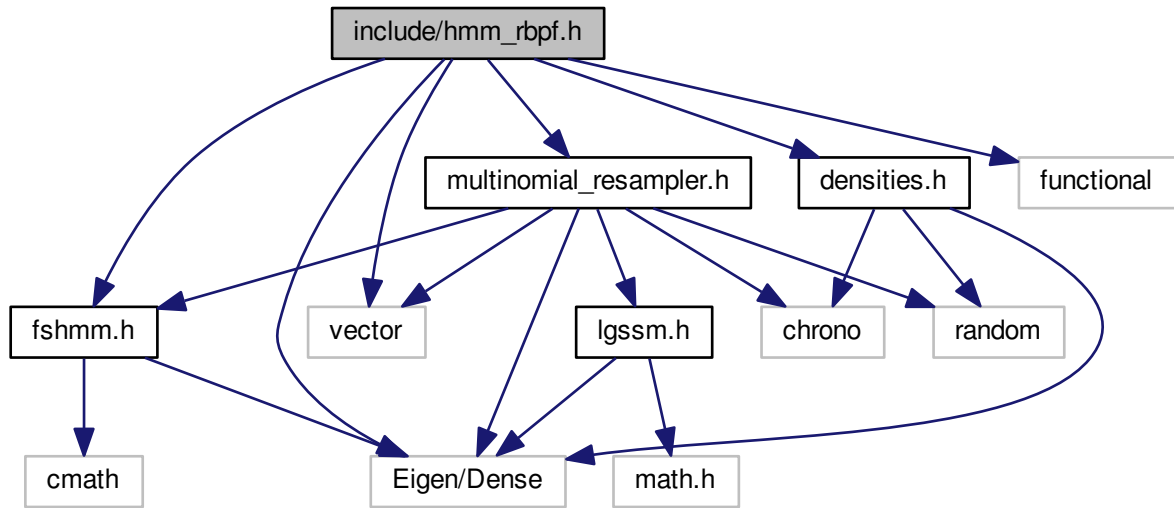 include/hmm_rbpf.h
multinomial_resampler.h
densities.h
functional
fshmm.h
vector
lgssm.h
chrono
random
cmath
Eigen/Dense
math.h